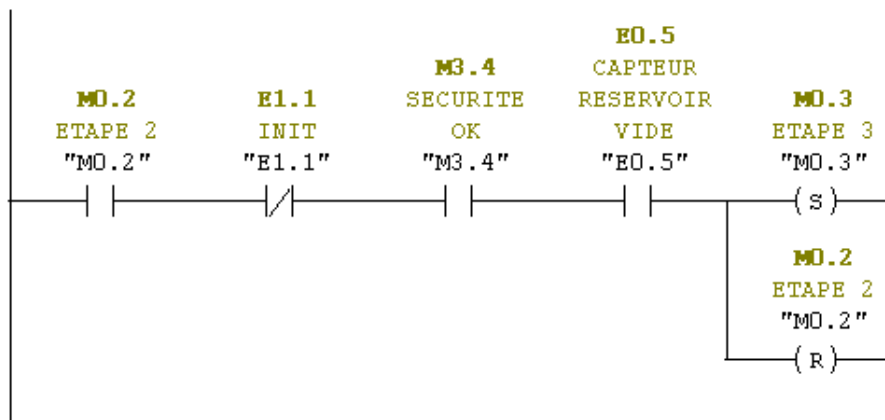 M0.2
ETAPE 2
"M0.2"
E1.1
INIT
"E1.1"
M3.4
SECURITE
OK
"M3.4"
E0.5
CAPTEUR
RESERVOIR
VIDE
"E0.5"
M0.3
ETAPE 3
"M0.3"
S
M0.2
ETAPE 2
"M0.2"
R